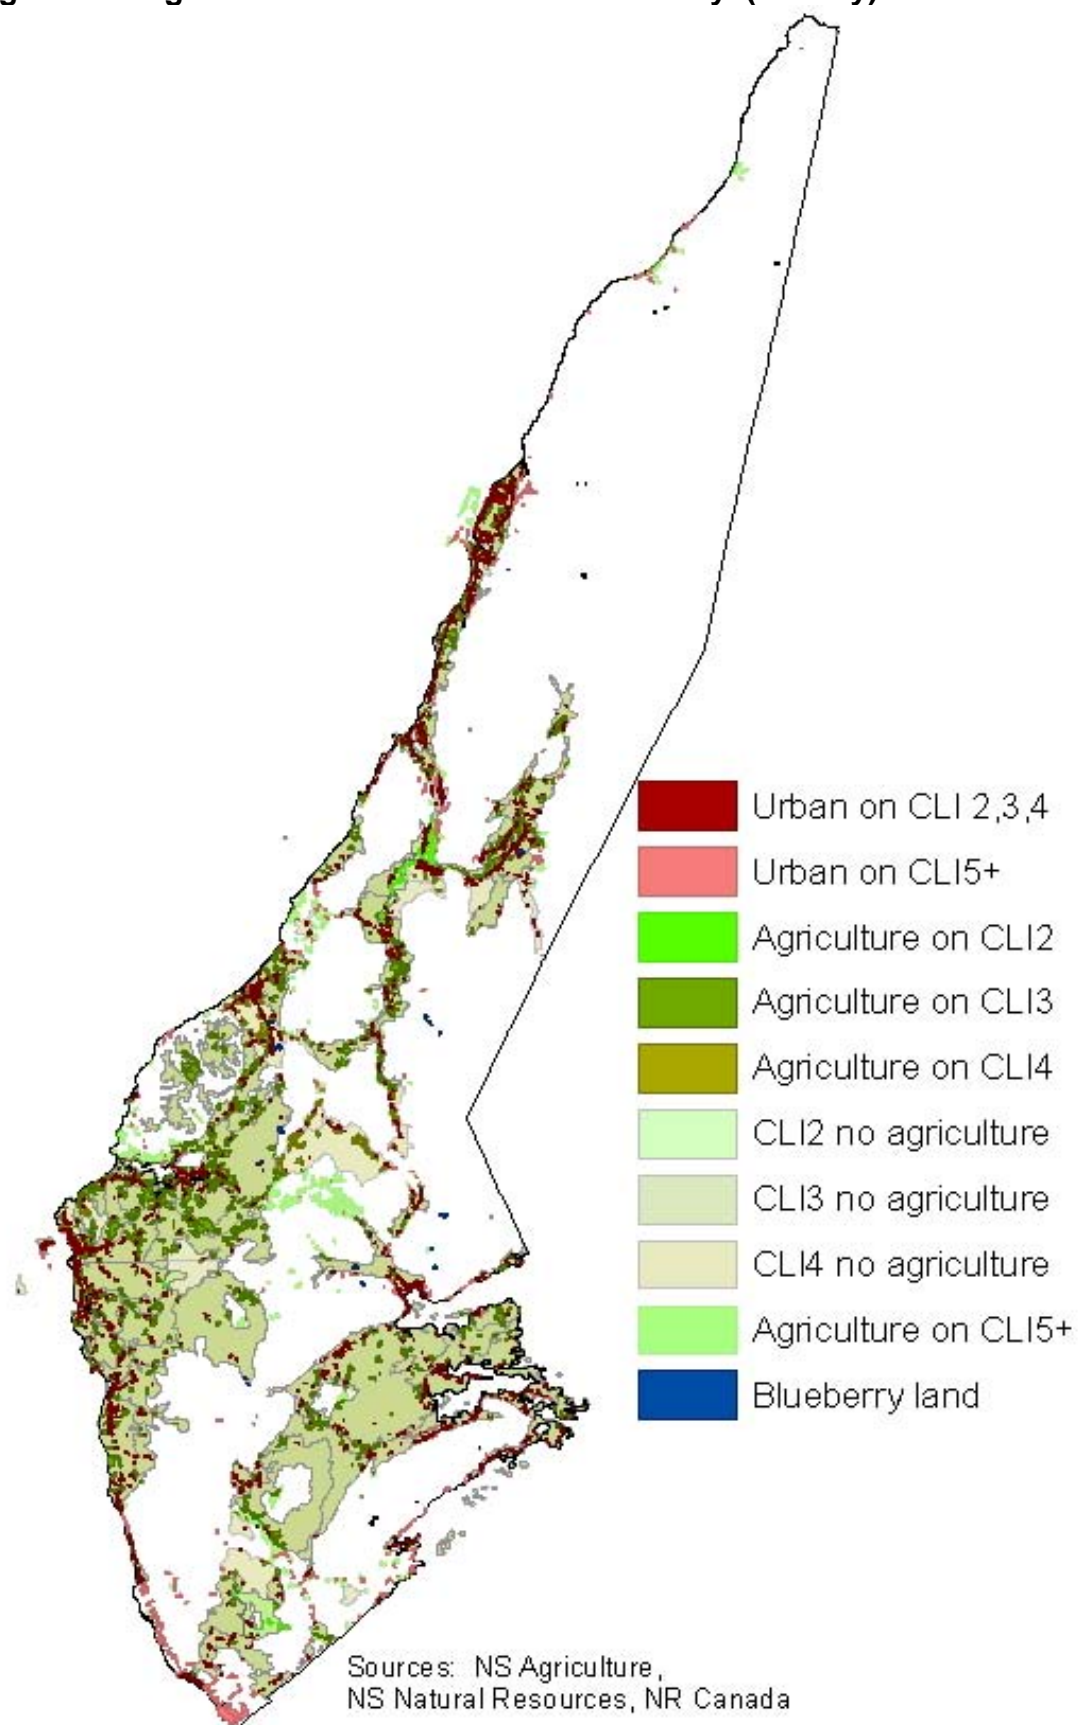 Urban on CLI 2,3,4
Urban on CLI5+
Agriculture on CLI2
Agriculture on CLI3
Agriculture on CLI4
CLI2 no agriculture
CLI3 no agriculture
CLI4 no agriculture
Agriculture on CLI5+
Blueberry land
Sources: NS Agriculture,
NS Natural Resources, NR Canada